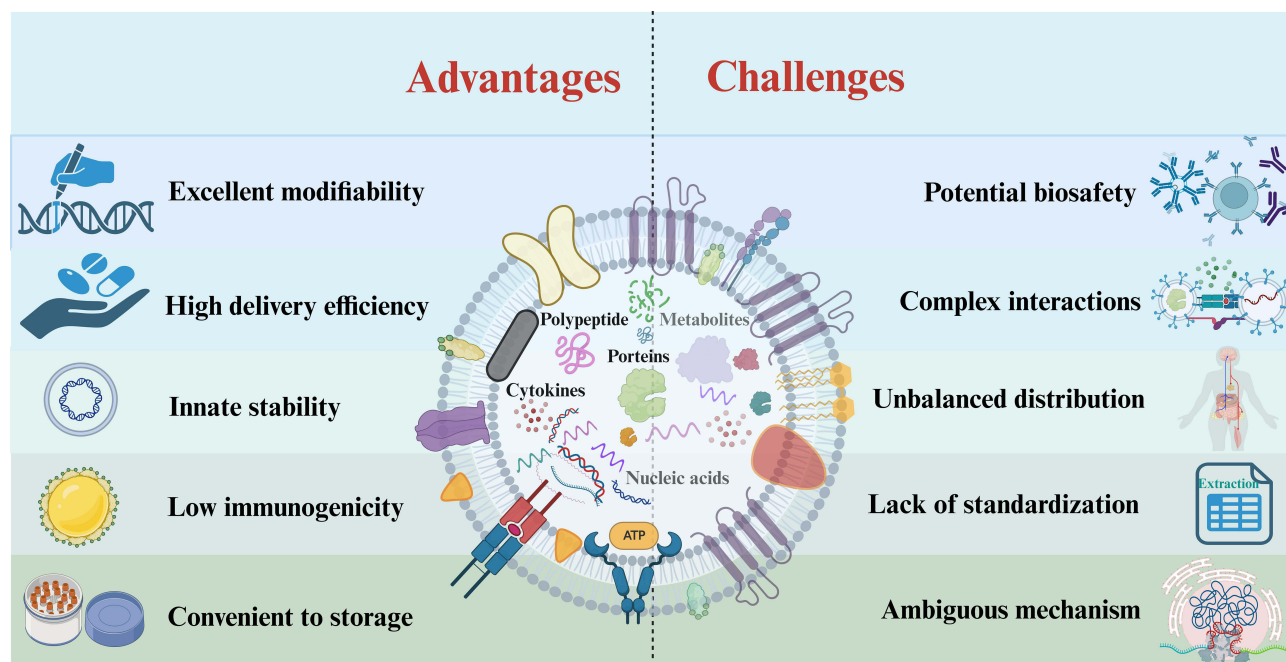 Advantages
Challenges
Excellent modifiability
High delivery efficiency
Innate stability
Low immunogenicity
Convenient to storage
Polypeptide
Metabolites
Porteins
Cytokines
Nucleic acids
ATP
Potential biosafety
Complex interactions
Unbalanced distribution
Lack of standardization
Extraction
Ambiguous mechanism